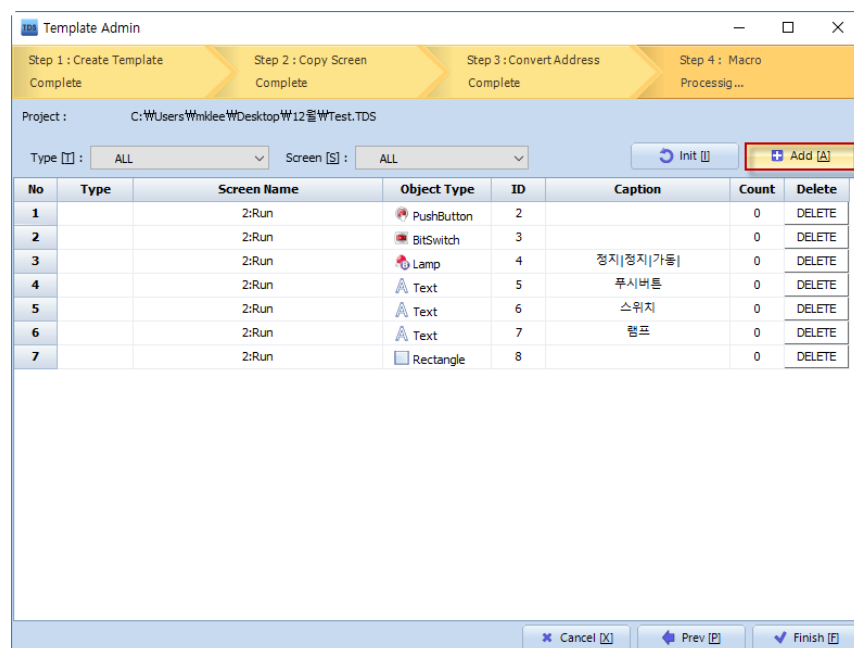 TDS Template Admin
Step 1 : Create Template Step 2 : Copy Screen Step 3 : Convert Address Step 4 : Macro
Complete Complete Complete Processig...
Project : C:₩Users₩mklee₩Desktop₩12월₩Test.TDS
Type [T] : ALL Screen [S] : ALL Init [I] Add [A]
No Type Screen Name Object Type ID Caption Count Delete
1 2:Run PushButton 2 0 DELETE
2 2:Run BitSwitch 3 0 DELETE
3 2:Run Lamp 4 정지|정지|가동| 0 DELETE
4 2:Run A Text 5 푸시버튼 0 DELETE
5 2:Run A Text 6 스위치 0 DELETE
6 2:Run A Text 7 램프 0 DELETE
7 2:Run Rectangle 8 0 DELETE
Cancel [X] Prev [P] Finish [F]